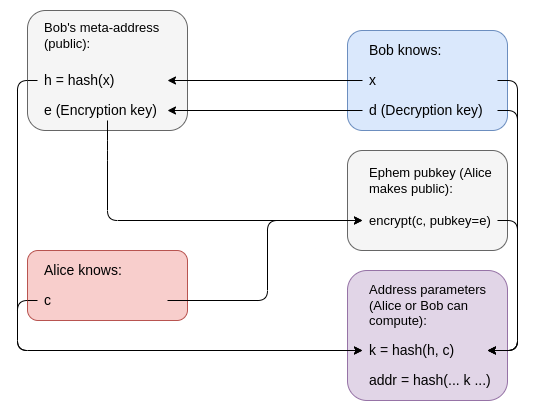 Bob's meta-address
(public):
h = hash(x)
e (Encryption key)
Bob knows:
x
d (Decryption key)
Ephem pubkey (Alice
makes public):
encrypt(c, pubkey=e)
Alice knows:
c
Address parameters
(Alice or Bob can
compute):
k = hash(h, c)
addr = hash(... k ...)